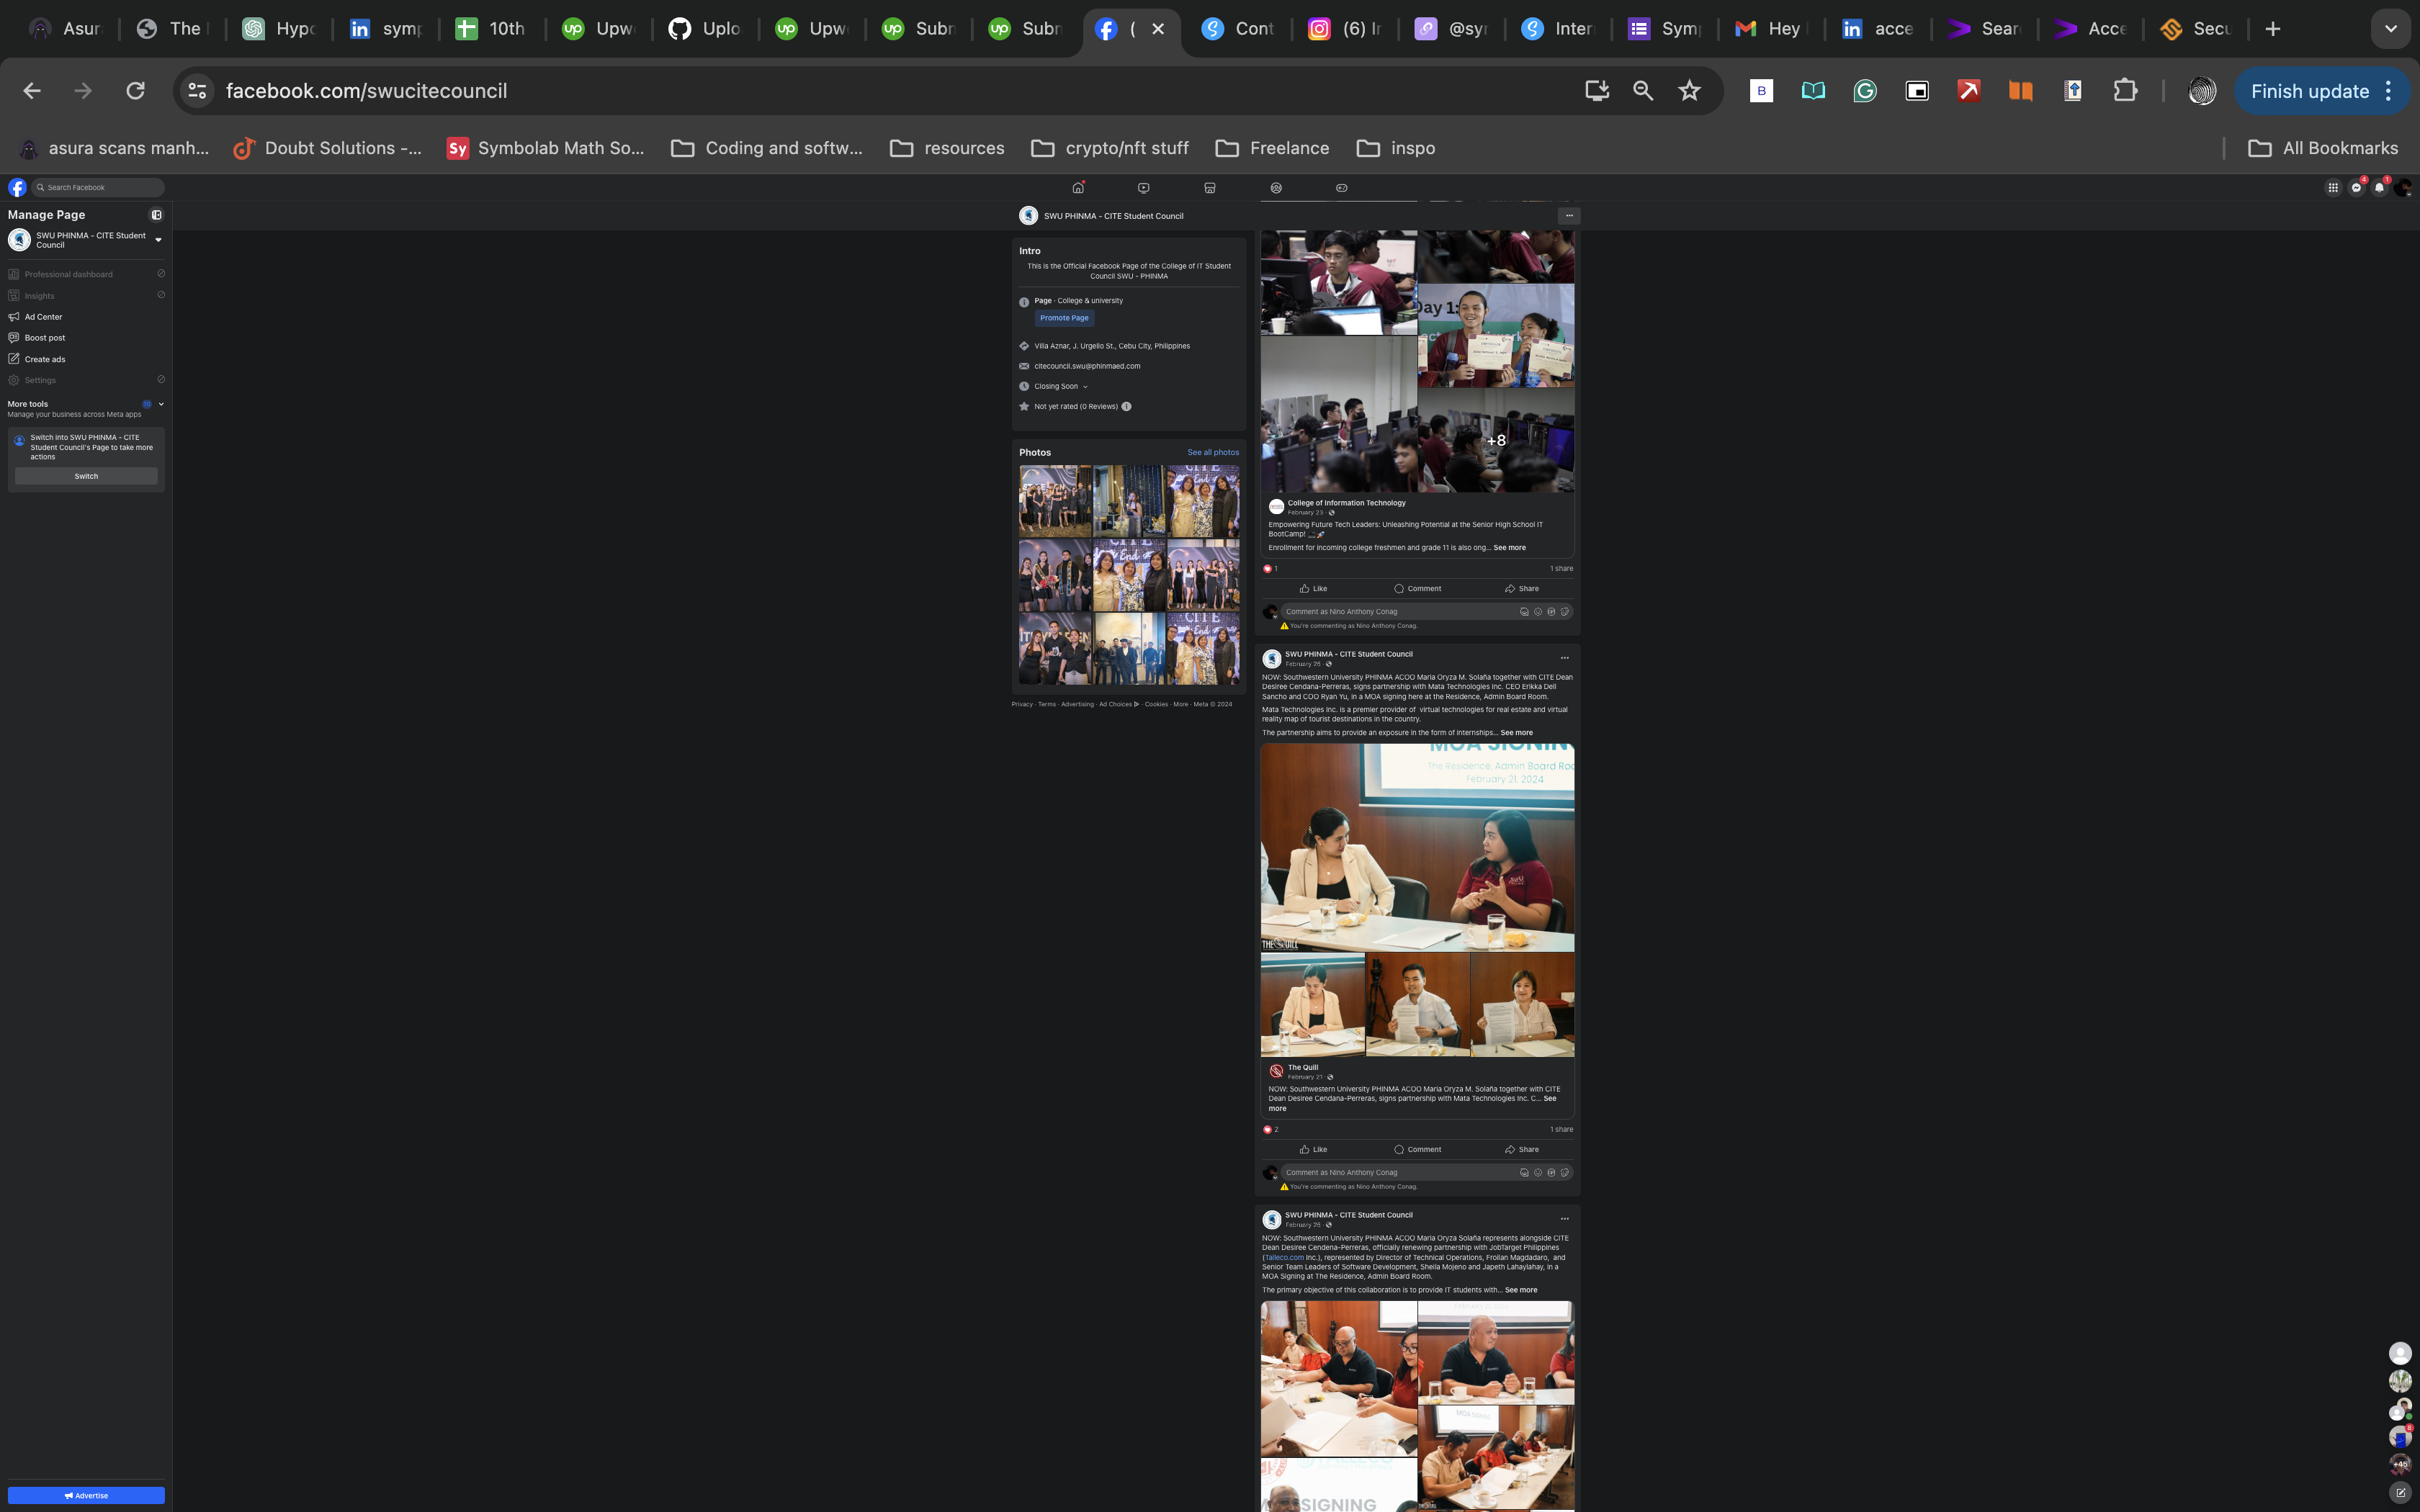 Asur
The
Hypo
symp
10th
Upw
Uplo
Upw
Subm
Subm
(
Cont
(6) In
@syn
Inter
Symp
Hey
acce
Sear
Acce
Secu
facebook.com/swucitecouncil
Finish update
asura scans manh...
Doubt Solutions -...
Symbolab Math So...
Coding and softw...
resources
crypto/nft stuff
Freelance
inspo
All Bookmarks
Search Facebook
4
1
Manage Page
SWU PHINMA - CITE Student
Council
Professional dashboard
Insights
Ad Center
Boost post
Create ads
Settings
More tools
Manage your business across Meta apps
Switch into SWU PHINMA - CITE
Student Council's Page to take more
actions
Switch
Advertise
SWU PHINMA - CITE Student Council
Intro
This is the Official Facebook Page of the College of IT Student
Council SWU - PHINMA
Page · College & university
Promote Page
Villa Aznar, J. Urgello St., Cebu City, Philippines
citecouncil.swu@phinmaed.com
Closing Soon
Not yet rated (0 Reviews)
Photos
See all photos
Privacy · Terms · Advertising · Ad Choices · Cookies · More · Meta © 2024
Day 1:
+8
College of Information Technology
February 23 ·
Empowering Future Tech Leaders: Unleashing Potential at the Senior High School IT
BootCamp!
Enrollment for incoming college freshmen and grade 11 is also ong... See more
1
1 share
Like
Comment
Share
Comment as Nino Anthony Conag
You're commenting as Nino Anthony Conag.
SWU PHINMA - CITE Student Council
February 26 ·
NOW: Southwestern University PHINMA ACOO Maria Oryza M. Solaña together with CITE Dean
Desiree Cendana-Perreras, signs partnership with Mata Technologies Inc. CEO Erikka Dell
Sancho and COO Ryan Yu, in a MOA signing here at the Residence, Admin Board Room.
Mata Technologies Inc. is a premier provider of virtual technologies for real estate and virtual
reality map of tourist destinations in the country.
The partnership aims to provide an exposure in the form of internships... See more
MOA SIGNIN
The Residence, Admin Board Roo
February 21, 2024
THE QUILL
The Quill
February 21 ·
NOW: Southwestern University PHINMA ACOO Maria Oryza M. Solaña together with CITE
Dean Desiree Cendana-Perreras, signs partnership with Mata Technologies Inc. C... See
more
2
1 share
Like
Comment
Share
Comment as Nino Anthony Conag
You're commenting as Nino Anthony Conag.
SWU PHINMA - CITE Student Council
February 26 ·
NOW: Southwestern University PHINMA ACOO Maria Oryza Solaña represents alongside CITE
Dean Desiree Cendena-Perreras, officially renewing partnership with JobTarget Philippines
(Talleco.com Inc.), represented by Director of Technical Operations, Froilan Magdadaro, and
Senior Team Leaders of Software Development, Sheila Mojeno and Japeth Lahaylahay, in a
MOA Signing at The Residence, Admin Board Room.
The primary objective of this collaboration is to provide IT students with... See more
TALLECO
SIGNING